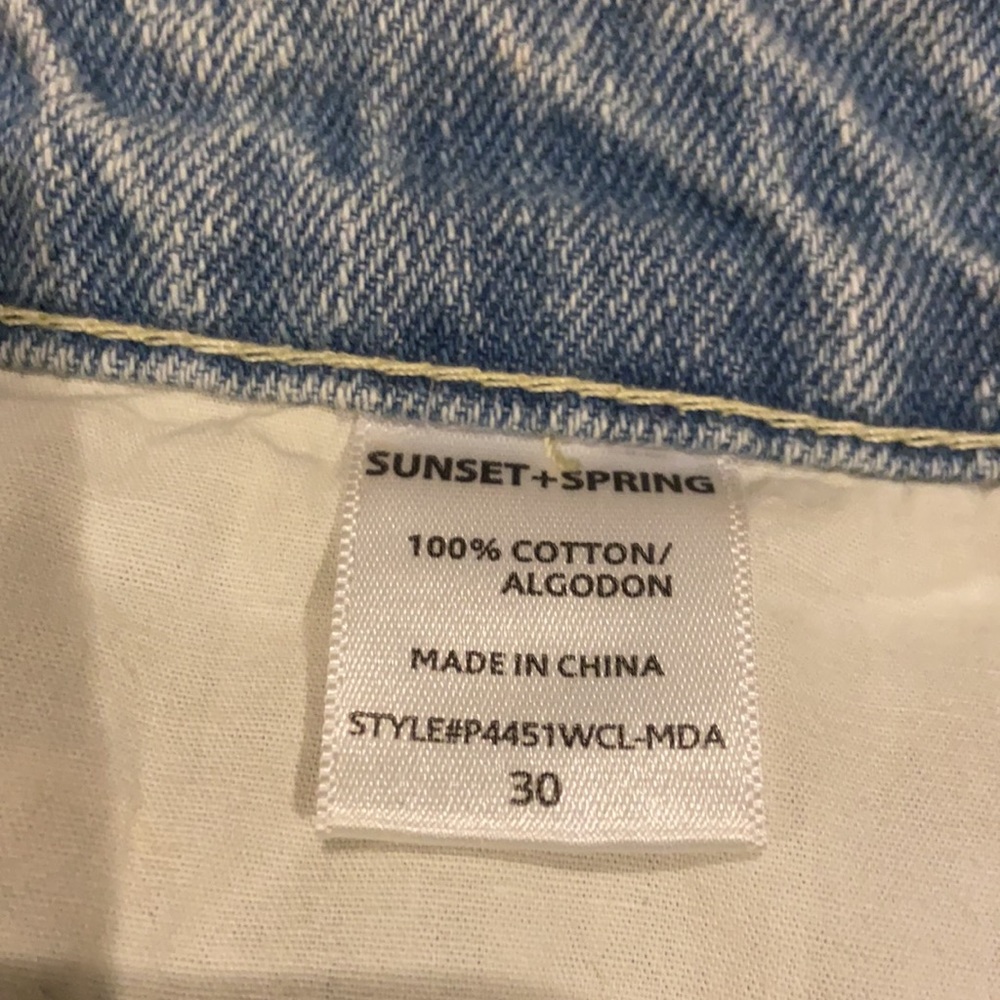 SUNSET+SPRING
100% COTTON/
ALGODON
MADE IN CHINA
STYLE#P4451WCL-MDA
30